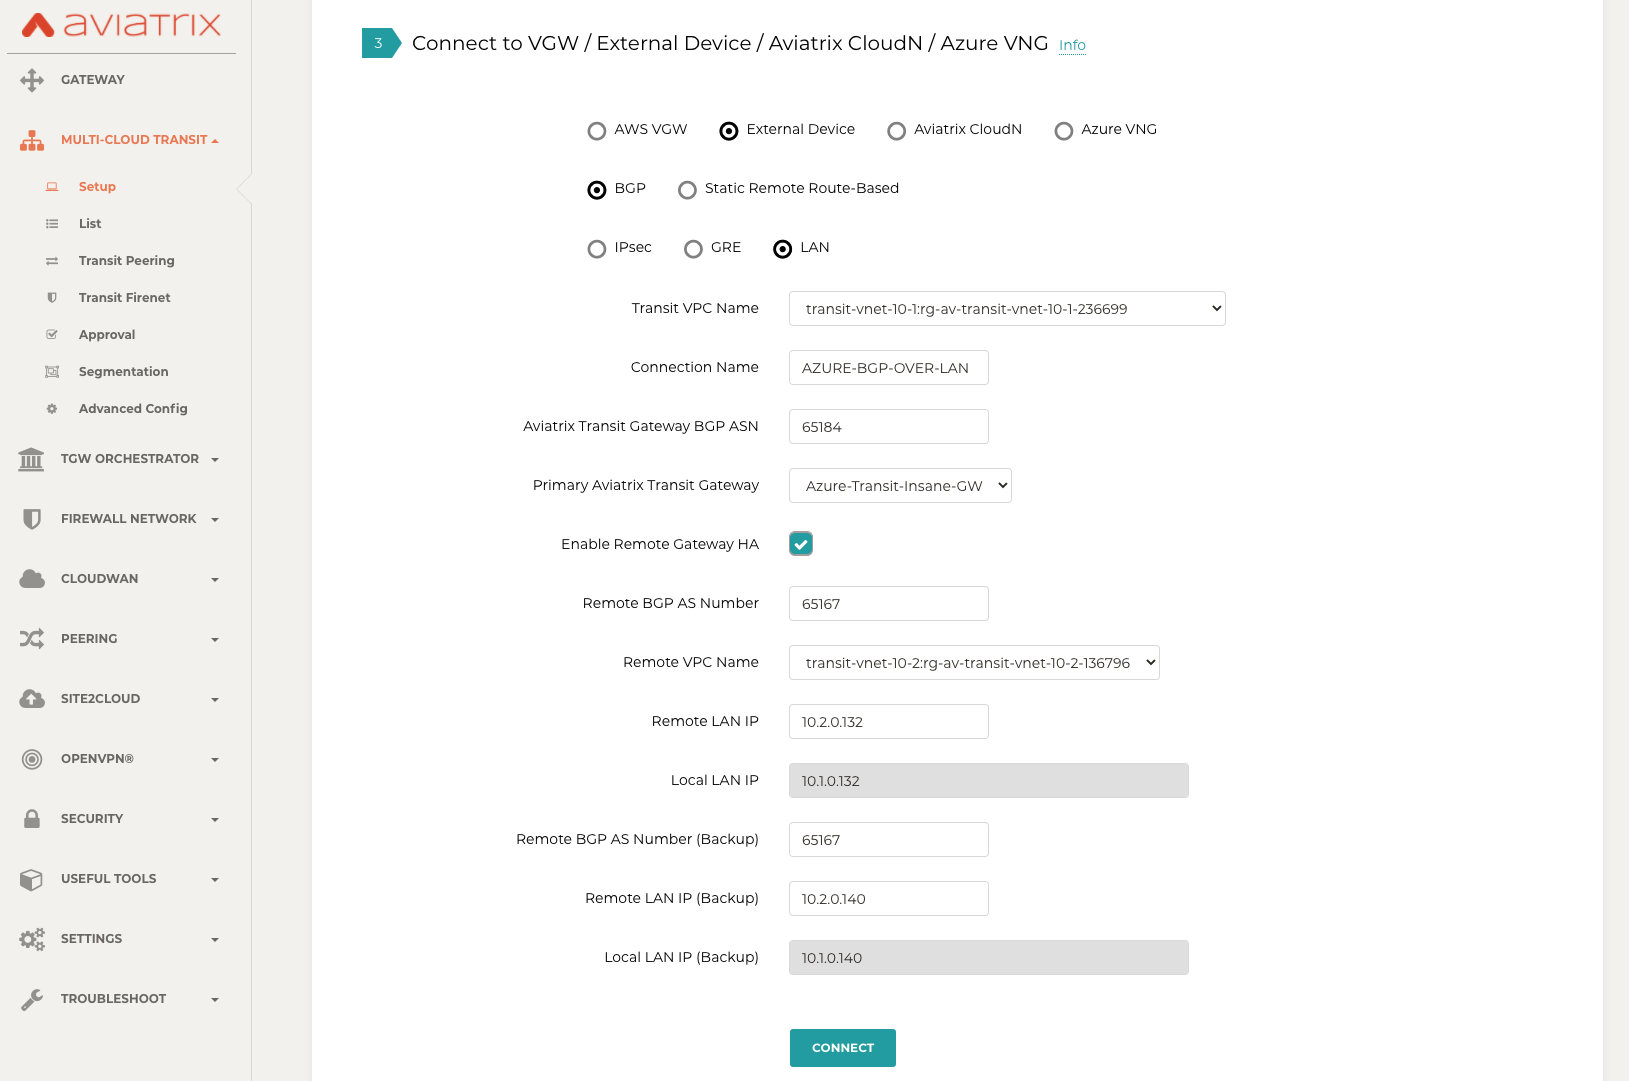 aviatrix
GATEWAY
MULTI-CLOUD TRANSIT
Setup
List
Transit Peering
Transit Firenet
Approval
Segmentation
Advanced Config
TGW ORCHESTRATOR
FIREWALL NETWORK
CLOUDWAN
PEERING
SITE2CLOUD
OPENVPN®
SECURITY
USEFUL TOOLS
SETTINGS
TROUBLESHOOT
3 Connect to VGW / External Device / Aviatrix CloudN / Azure VNG Info
AWS VGW External Device Aviatrix CloudN Azure VNG
BGP Static Remote Route-Based
IPsec GRE LAN
Transit VPC Name transit-vnet-10-1:rg-av-transit-vnet-10-1-236699
Connection Name AZURE-BGP-OVER-LAN
Aviatrix Transit Gateway BGP ASN 65184
Primary Aviatrix Transit Gateway Azure-Transit-Insane-GW
Enable Remote Gateway HA
Remote BGP AS Number 65167
Remote VPC Name transit-vnet-10-2:rg-av-transit-vnet-10-2-136796
Remote LAN IP 10.2.0.132
Local LAN IP 10.1.0.132
Remote BGP AS Number (Backup) 65167
Remote LAN IP (Backup) 10.2.0.140
Local LAN IP (Backup) 10.1.0.140
CONNECT